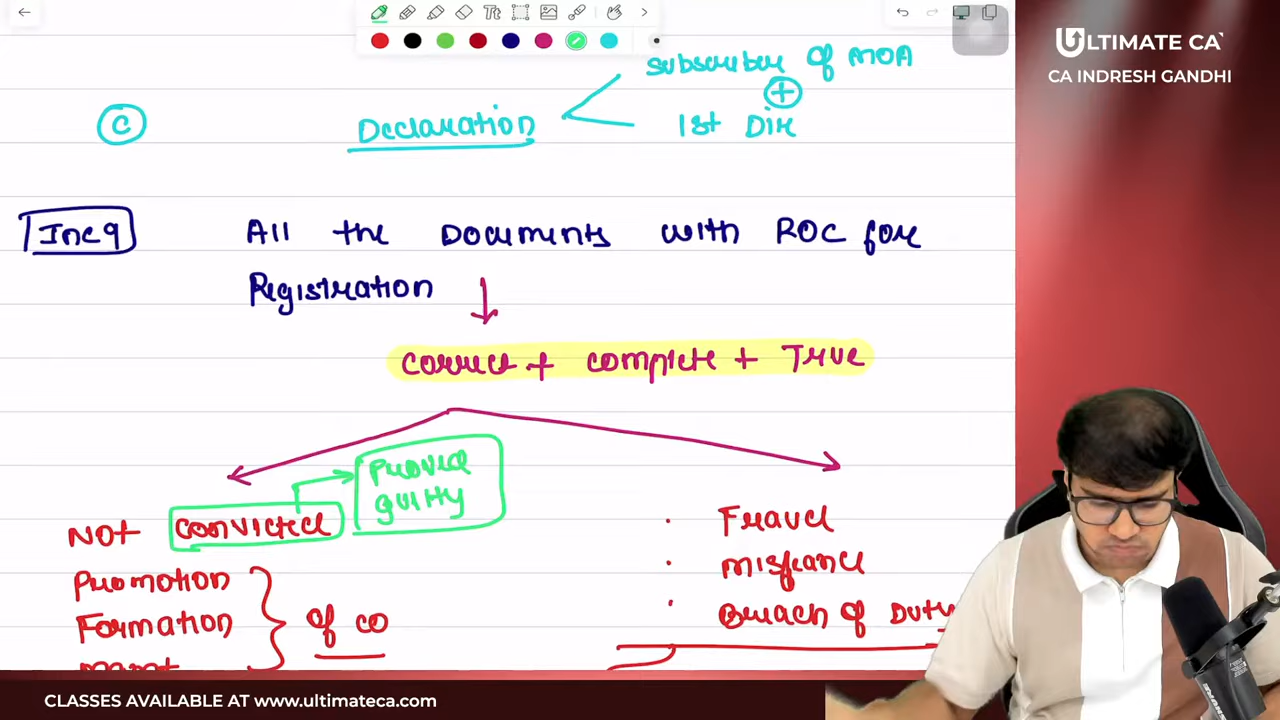 Subscriber of MOA
+
C Declaration 1st Dir
Inc 9 All the Documents with ROC for
Registration
correct + complete + True
Proved
guilty
NOT convicted
Promotion
Formation
of co
Mgmt
· Fraud
· Misfeance
· Breach of Duty
ULTIMATE CA
CA INDRESH GANDHI
CLASSES AVAILABLE AT www.ultimateca.com